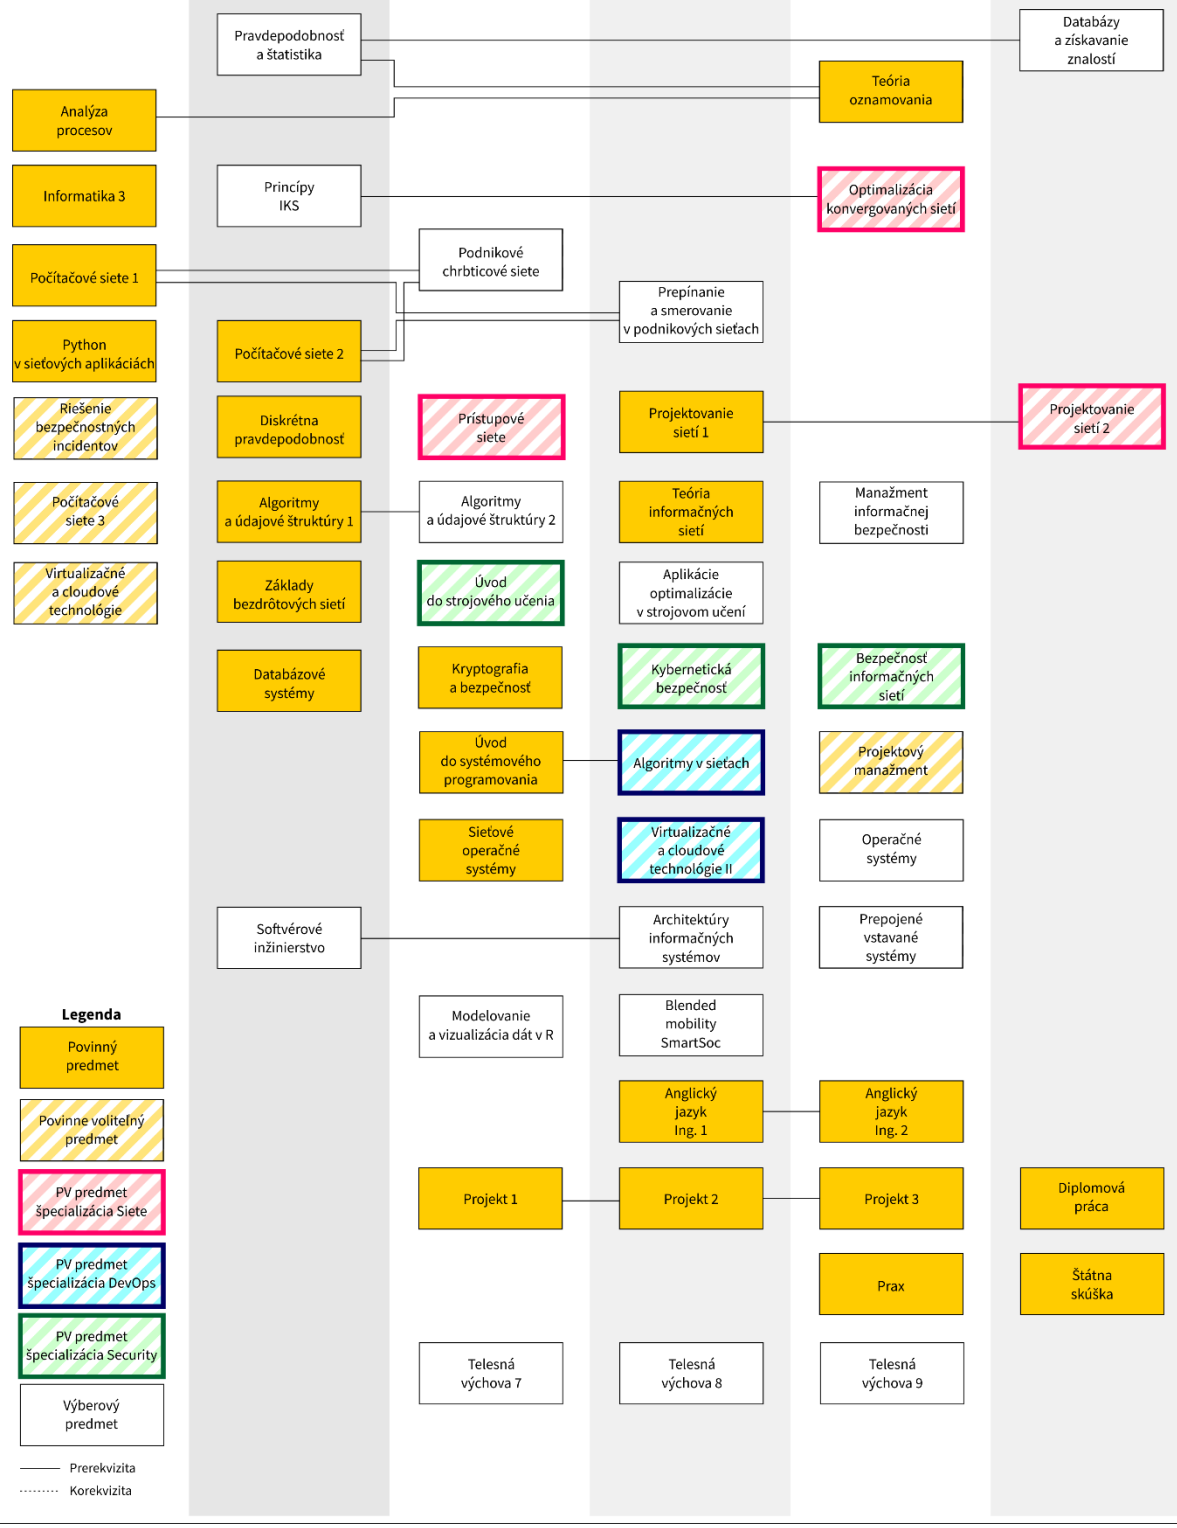 Pravdepodobnosť
a štatistika
Databázy
a získavanie
znalostí
Teória
oznamovania
Analýza
procesov
Informatika 3
Princípy
IKS
Optimalizácia
konvergovaných sietí
Počítačové siete 1
Podnikové
chrbticové siete
Prepínanie
a smerovanie
v podnikových sieťach
Python
v sieťových aplikáciách
Počítačové siete 2
Riešenie
bezpečnostných
incidentov
Diskrétna
pravdepodobnosť
Prístupové
siete
Projektovanie
sietí 1
Projektovanie
sietí 2
Počítačové
siete 3
Algoritmy
a údajové štruktúry 1
Algoritmy
a údajové štruktúry 2
Teória
informačných
sietí
Manažment
informačnej
bezpečnosti
Virtualizačné
a cloudové
technológie
Základy
bezdrôtových sietí
Úvod
do strojového učenia
Aplikácie
optimalizácie
v strojovom učení
Databázové
systémy
Kryptografia
a bezpečnosť
Kybernetická
bezpečnosť
Bezpečnosť
informačných
sietí
Úvod
do systémového
programovania
Algoritmy v sieťach
Projektový
manažment
Sieťové
operačné
systémy
Virtualizačné
a cloudové
technológie II
Operačné
systémy
Softvérové
inžinierstvo
Architektúry
informačných
systémov
Prepojené
vstavané
systémy
Modelovanie
a vizualizácia dát v R
Blended
mobility
SmartSoc
Anglický
jazyk
Ing. 1
Anglický
jazyk
Ing. 2
Projekt 1
Projekt 2
Projekt 3
Diplomová
práca
Prax
Štátna
skúška
Telesná
výchova 7
Telesná
výchova 8
Telesná
výchova 9
Legenda
Povinný
predmet
Povinne voliteľný
predmet
PV predmet
špecializácia Siete
PV predmet
špecializácia DevOps
PV predmet
špecializácia Security
Výberový
predmet
Prerekvizita
Korekvizita